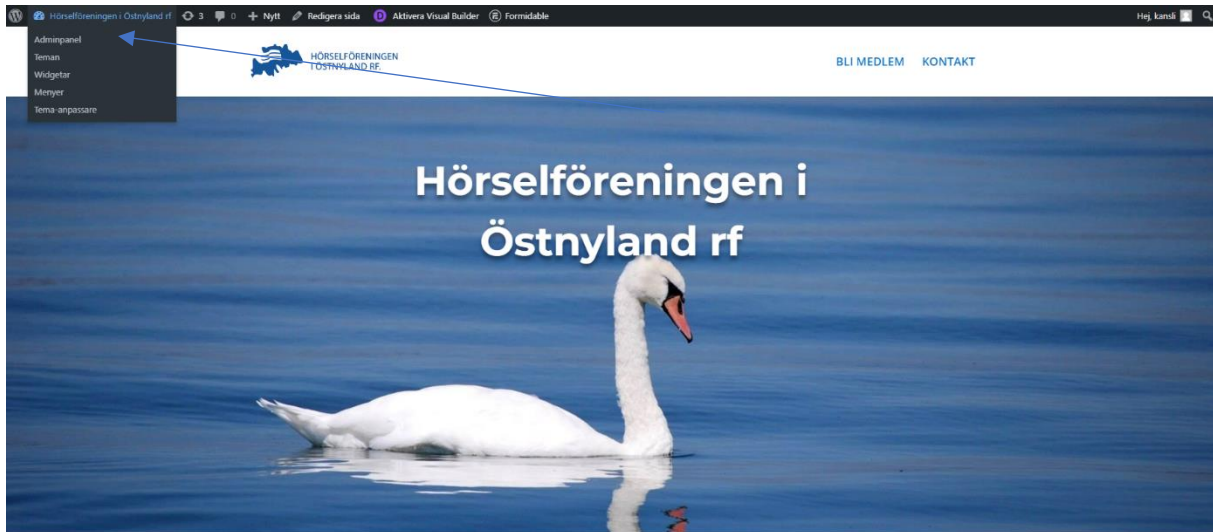 Hörselföreningen i Östnyland rf 3 0 + Nytt Redigera sida D Aktivera Visual Builder Formidable Hej, kansli
Adminpanel
Teman
Widgetar
Menyer
Tema-anpassare
HÖRSELFÖRENINGEN
I ÖSTNYLAND RF.
BLI MEDLEM KONTAKT
Hörselföreningen i
Östnyland rf